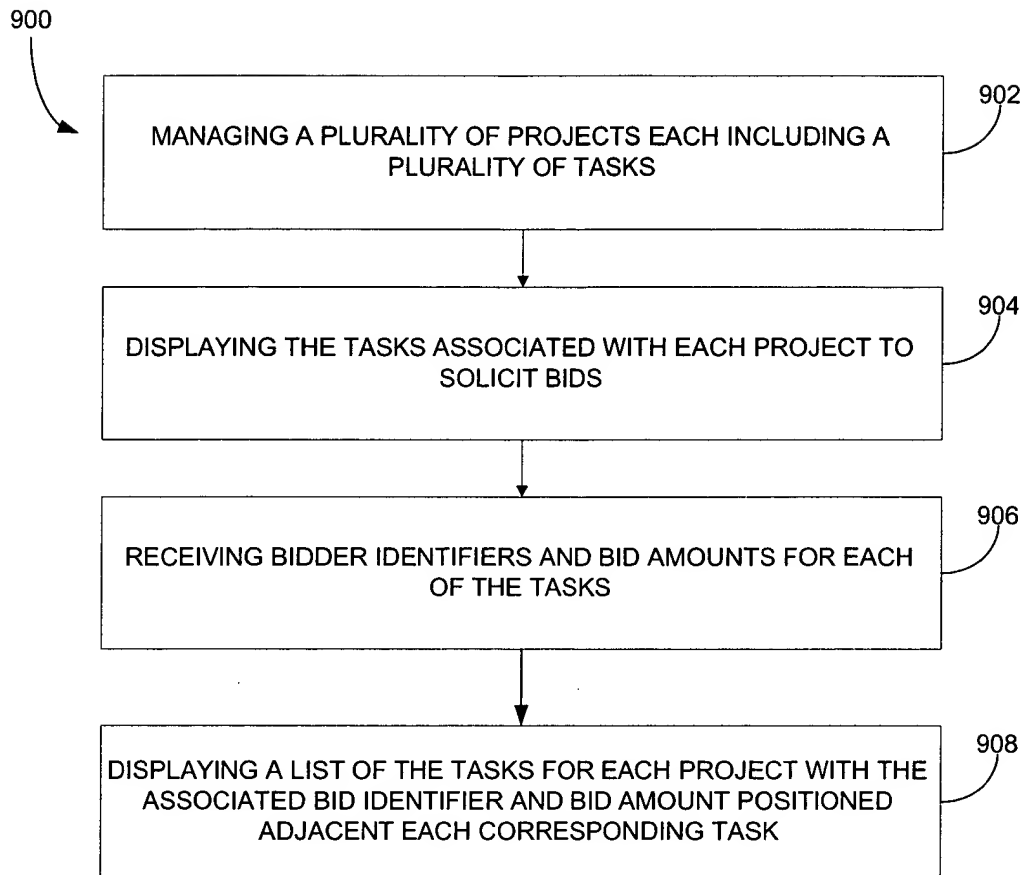 900
902
MANAGING A PLURALITY OF PROJECTS EACH INCLUDING A
PLURALITY OF TASKS
904
DISPLAYING THE TASKS ASSOCIATED WITH EACH PROJECT TO
SOLICIT BIDS
906
RECEIVING BIDDER IDENTIFIERS AND BID AMOUNTS FOR EACH
OF THE TASKS
908
DISPLAYING A LIST OF THE TASKS FOR EACH PROJECT WITH THE
ASSOCIATED BID IDENTIFIER AND BID AMOUNT POSITIONED
ADJACENT EACH CORRESPONDING TASK